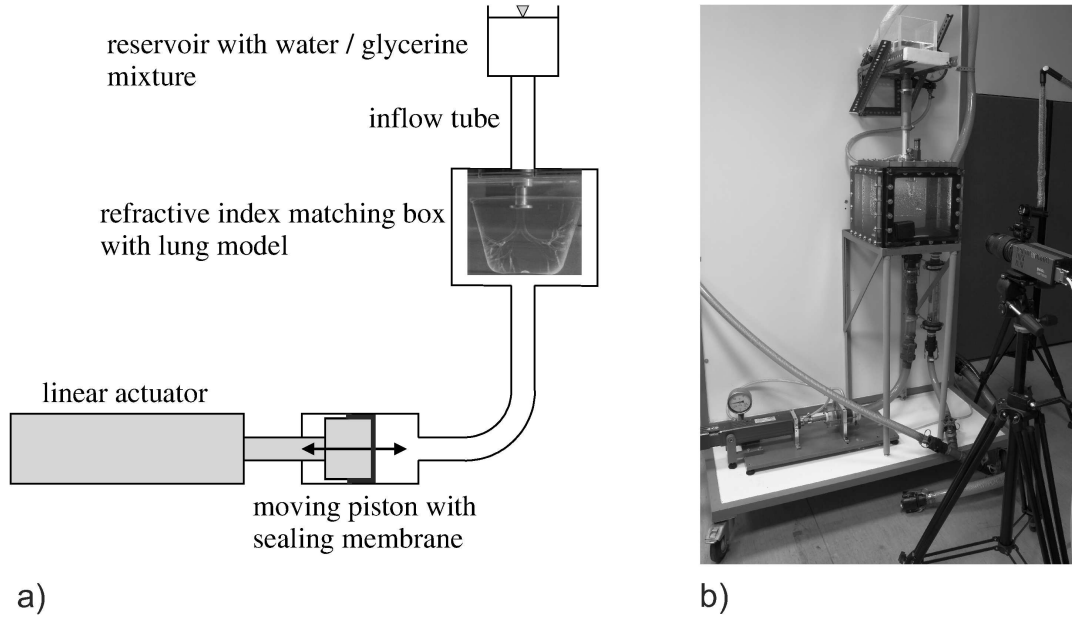 reservoir with water / glycerine
mixture
inflow tube
refractive index matching box
with lung model
linear actuator
moving piston with
sealing membrane
a)
b)